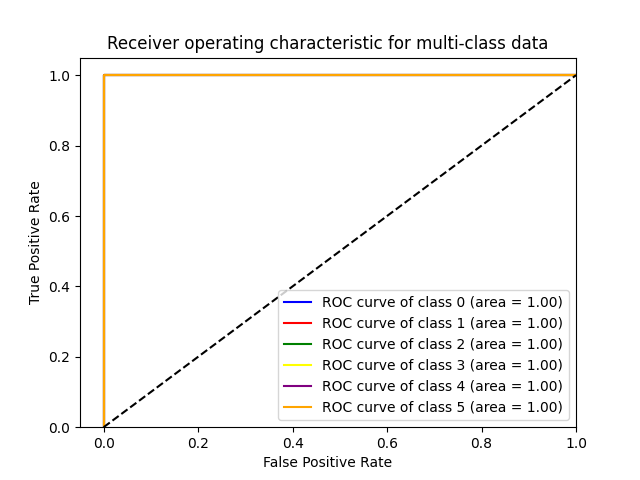 Receiver operating characteristic for multi-class data
1.0
0.8
0.6
0.4
0.2
0.0
True Positive Rate
ROC curve of class 0 (area = 1.00)
ROC curve of class 1 (area = 1.00)
ROC curve of class 2 (area = 1.00)
ROC curve of class 3 (area = 1.00)
ROC curve of class 4 (area = 1.00)
ROC curve of class 5 (area = 1.00)
0.0 0.2 0.4 0.6 0.8 1.0
False Positive Rate